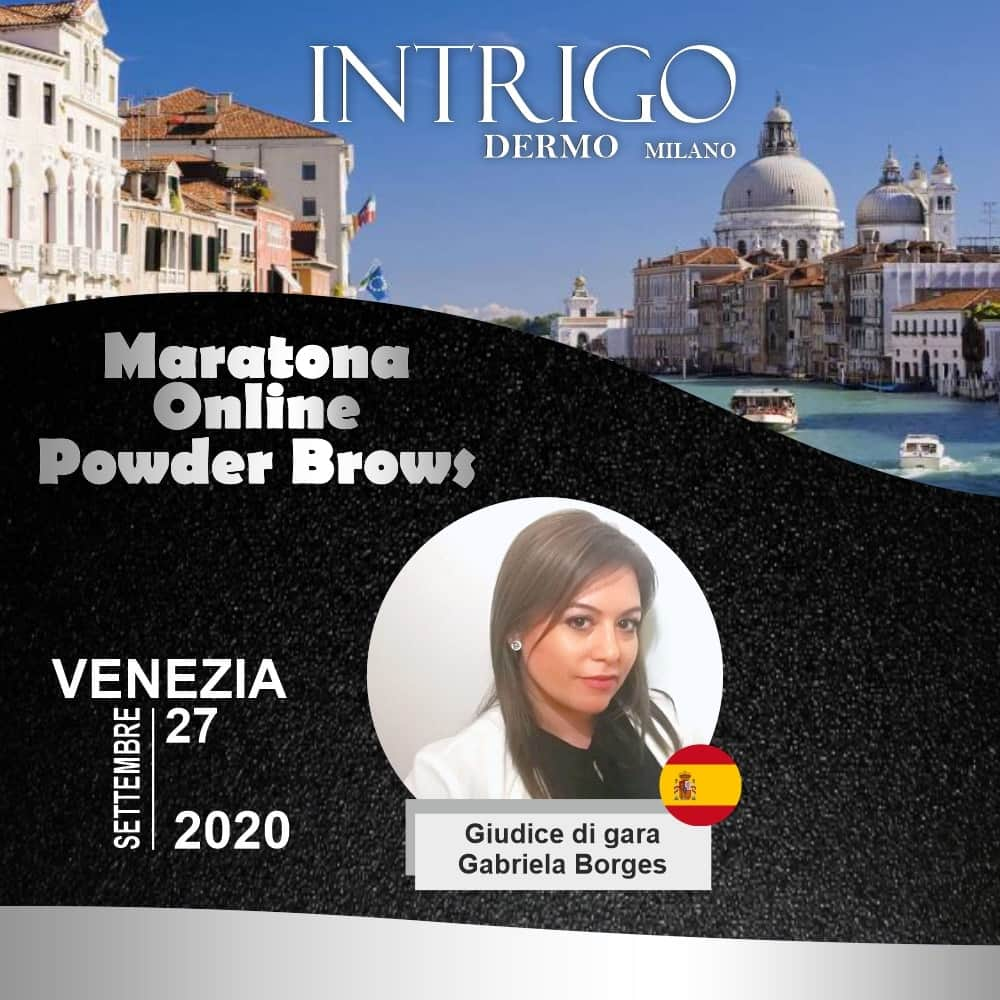 INTRIGO
DERMO MILANO
Maratona
Online
Powder Brows
VENEZIA
SETTEMBRE
27
2020
Giudice di gara
Gabriela Borges